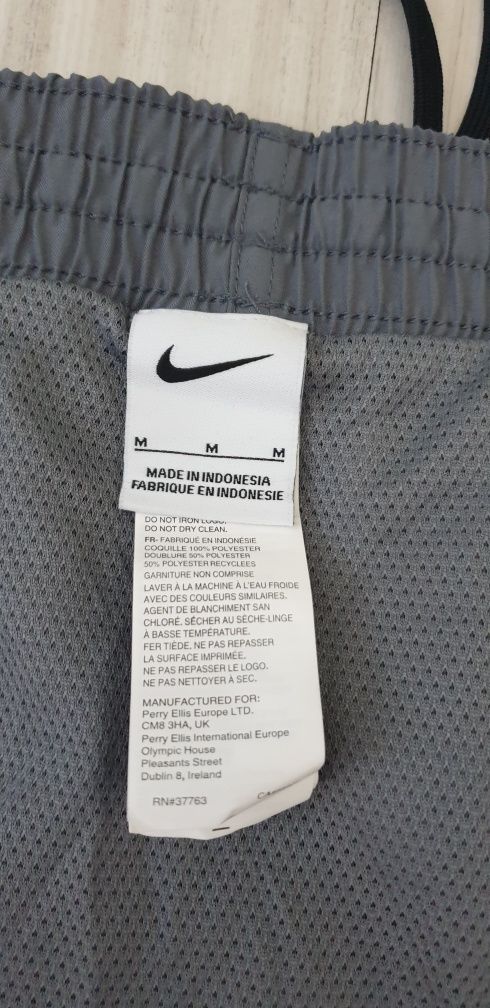 M M M
MADE IN INDONESIA
FABRIQUE EN INDONESIE
DO NOT IRON LOGO.
DO NOT DRY CLEAN.
FR- FABRIQUÉ EN INDONÉSIE
COQUILLE 100% POLYESTER
DOUBLURE 50% POLYESTER
50% POLYESTER RECYCLEES
GARNITURE NON COMPRISE
LAVER À LA MACHINE À L'EAU FROIDE
AVEC DES COULEURS SIMILAIRES.
AGENT DE BLANCHIMENT SAN
CHLORÉ. SÉCHER AU SÈCHE-LINGE
À BASSE TEMPÉRATURE.
FER TIÈDE. NE PAS REPASSER
LA SURFACE IMPRIMÉE.
NE PAS REPASSER LE LOGO.
NE PAS NETTOYER À SEC.
MANUFACTURED FOR:
Perry Ellis Europe LTD.
CM8 3HA, UK
Perry Ellis International Europe
Olympic House
Pleasants Street
Dublin 8, Ireland
RN#37763